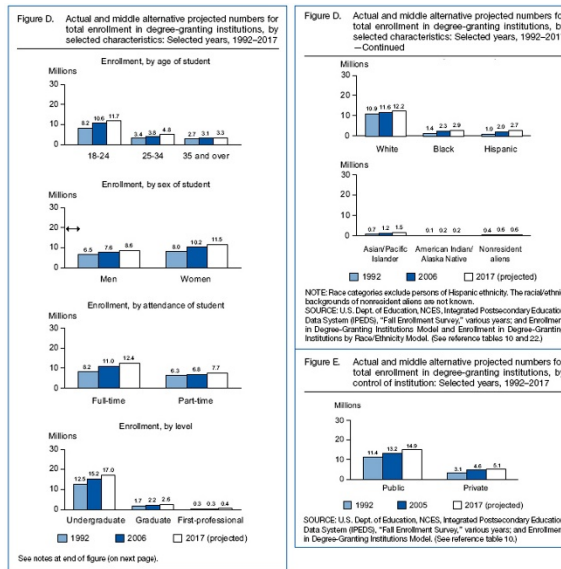 Figure D. Actual and middle alternative projected numbers for
total enrollment in degree-granting institutions, by
selected characteristics: Selected years, 1992–2017
Enrollment, by age of student
Millions
30
20
10
0
8.2 10.6 11.7
3.4 3.8 4.8
2.7 3.1 3.3
18-24 25-34 35 and over
Enrollment, by sex of student
Millions
30
20
10
0
6.5 7.6 8.6
8.0 10.2 11.5
Men Women
Enrollment, by attendance of student
Millions
30
20
10
0
8.2 11.0 12.4
6.3 6.8 7.7
Full-time Part-time
Enrollment, by level
Millions
30
20
10
0
12.5 15.2 17.0
1.7 2.2 2.6
0.3 0.3 0.4
Undergraduate Graduate First-professional
1992 2006 2017 (projected)
See notes at end of figure (on next page).
Figure D. Actual and middle alternative projected numbers fo
total enrollment in degree-granting institutions, b
selected characteristics: Selected years, 1992–201
—Continued
Millions
30
20
10
0
10.9 11.6 12.2
1.4 2.3 2.9
1.0 2.9 2.7
White Black Hispanic
Millions
30
20
10
0
0.7 1.2 1.5
0.1 0.2 0.2
0.4 0.6 0.6
Asian/Pacific American Indian/ Nonresident
Islander Alaska Native aliens
1992 2006 2017 (projected)
NOTE: Race categories exclude persons of Hispanic ethnicity. The racial/ethni
backgrounds of nonresident aliens are not known.
SOURCE: U.S. Dept. of Education, NCES, Integrated Postsecondary Education
Data System (IPEDS), "Fall Enrollment Survey," various years; and Enrollmen
in Degree-Granting Institutions Model and Enrollment in Degree-Granting
Institutions by Race/Ethnicity Model. (See reference tables 10 and 22.)
Figure E. Actual and middle alternative projected numbers fo
total enrollment in degree-granting institutions, b
control of institution: Selected years, 1992–2017
Millions
30
20
10
0
11.4 13.2 14.9
3.1 4.6 5.1
Public Private
1992 2005 2017 (projected)
SOURCE: U.S. Dept. of Education, NCES, Integrated Postsecondary Education
Data System (IPEDS), "Fall Enrollment Survey," various years; and Enrollmen
in Degree-Granting Institutions Model. (See reference table 10.)